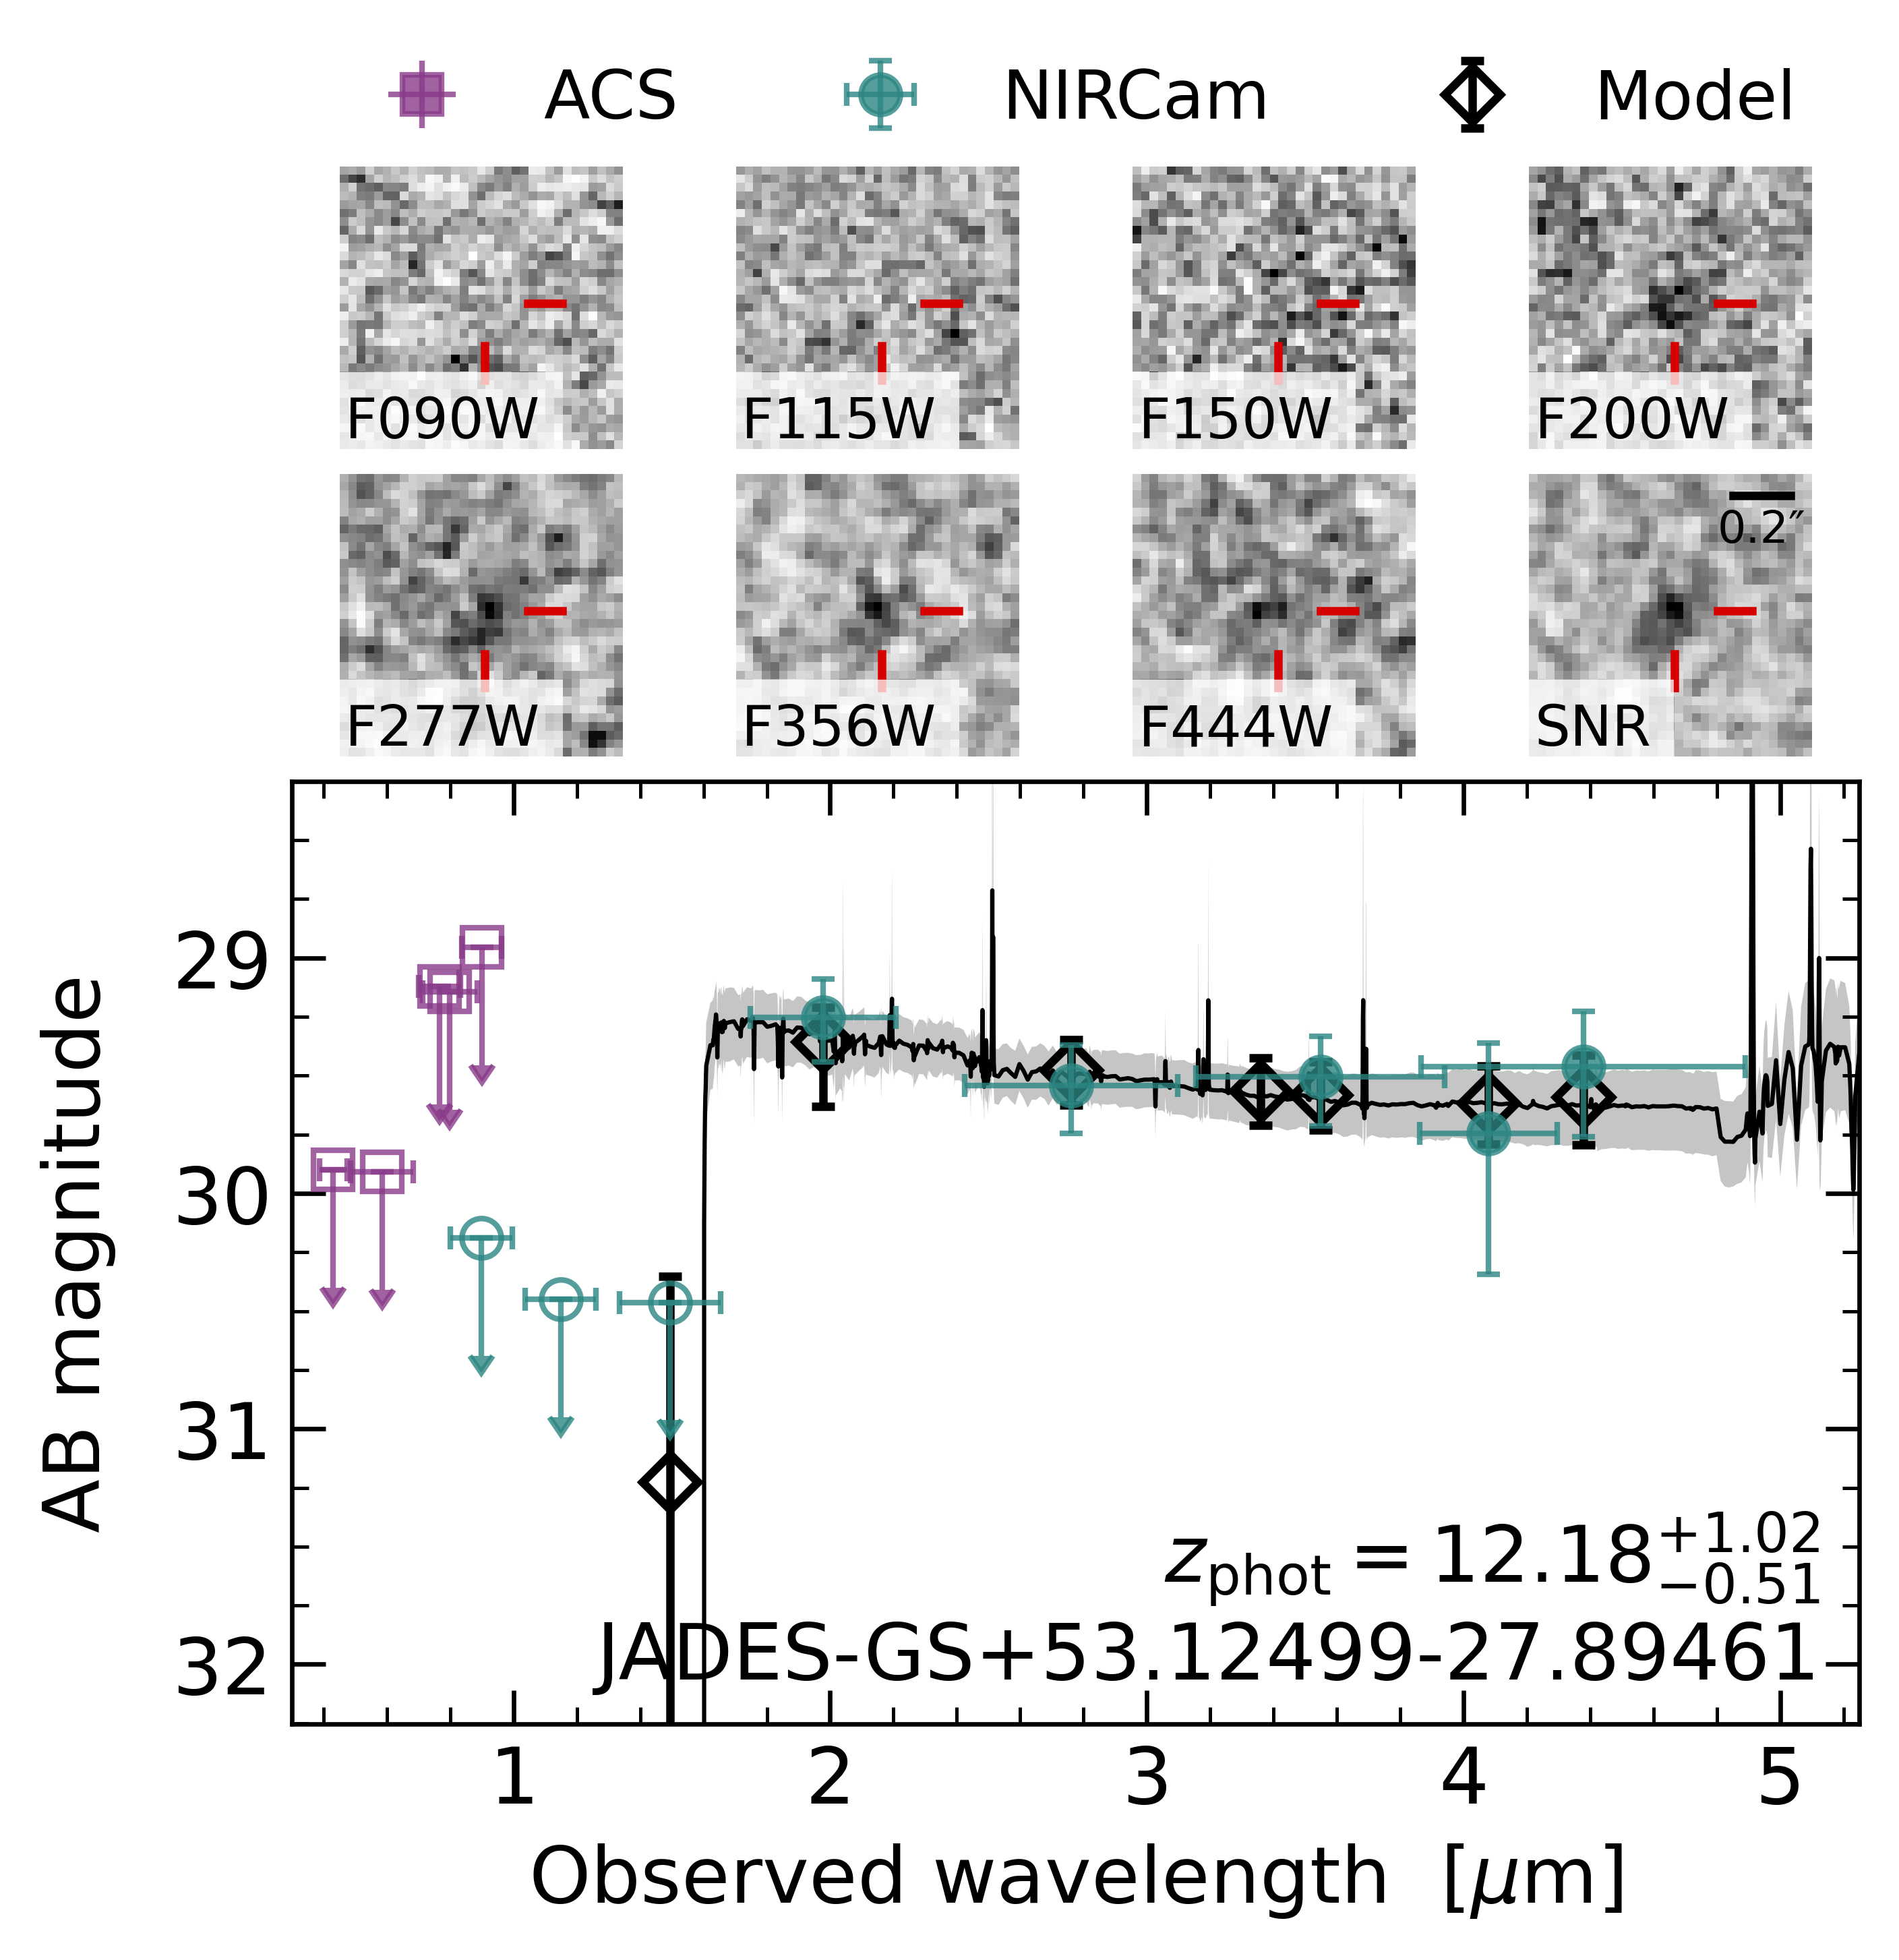 ACS NIRCam Model
F090W F115W F150W F200W
0.2″
F277W F356W F444W SNR
29
30
31
32
AB magnitude
z_phot = 12.18 +1.02 −0.51
JADES-GS+53.12499-27.89461
1 2 3 4 5
Observed wavelength [μm]